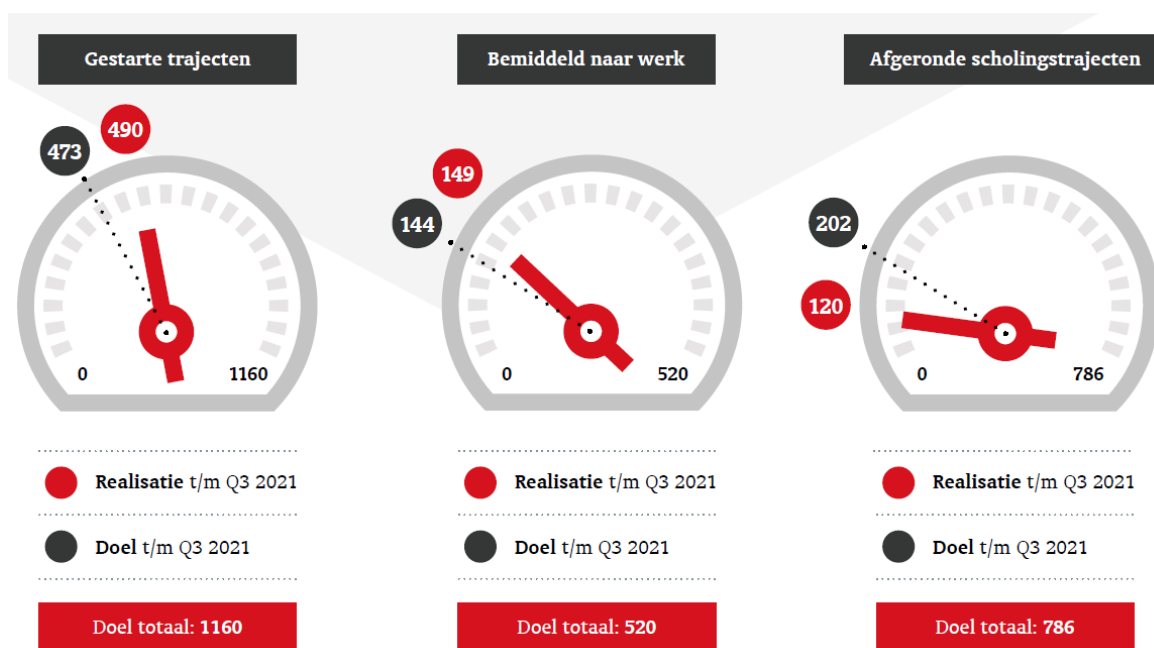 Gestarte trajecten
490
473
0
1160
Realisatie t/m Q3 2021
Doel t/m Q3 2021
Doel totaal: 1160
Bemiddeld naar werk
149
144
0
520
Realisatie t/m Q3 2021
Doel t/m Q3 2021
Doel totaal: 520
Afgeronde scholingstrajecten
202
120
0
786
Realisatie t/m Q3 2021
Doel t/m Q3 2021
Doel totaal: 786